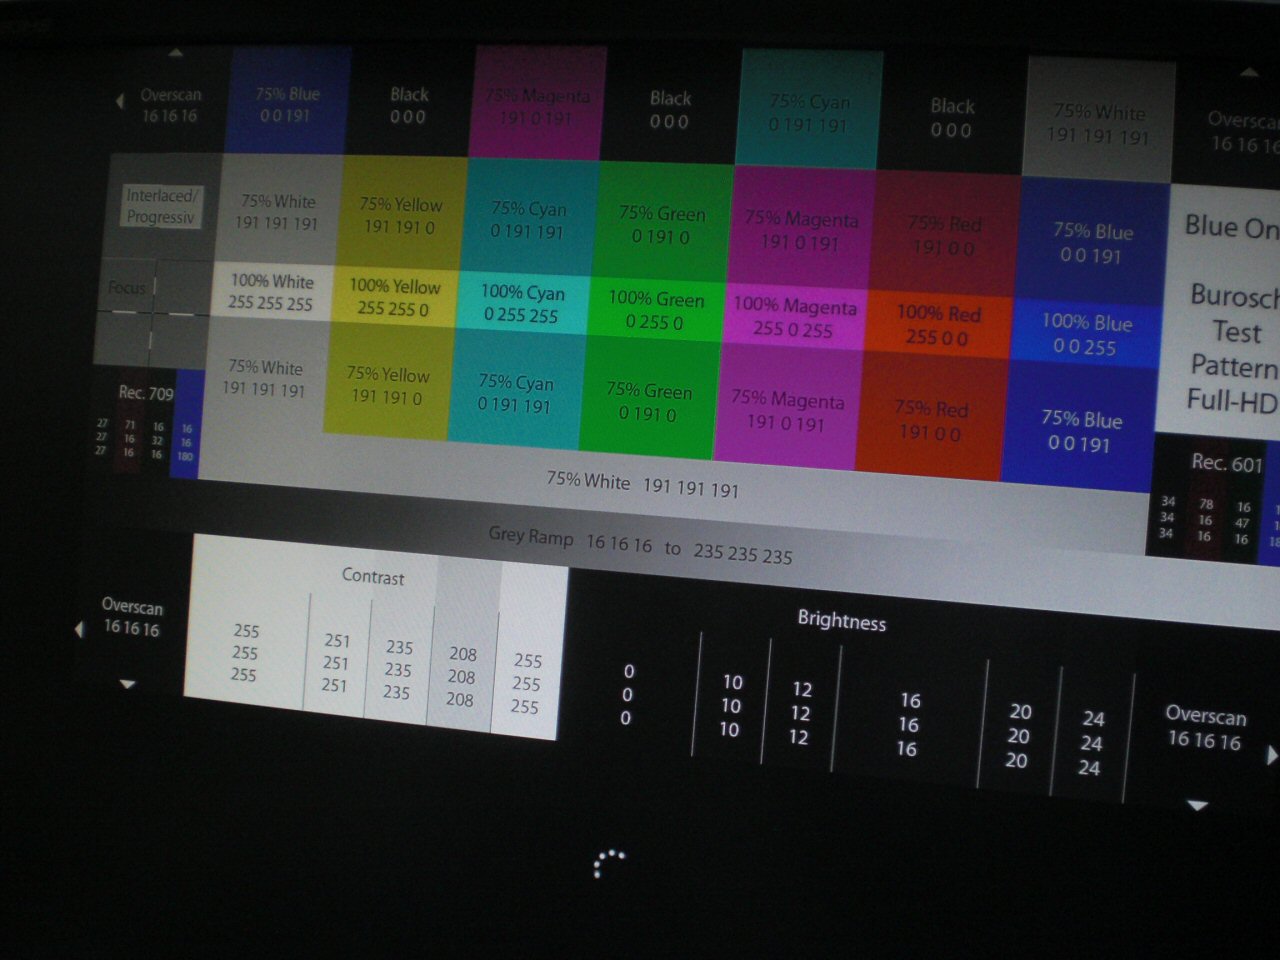 Overscan
16 16 16
75% Blue
0 0 191
Black
0 0 0
75% Magenta
191 0 191
Black
0 0 0
75% Cyan
0 191 191
Black
0 0 0
75% White
191 191 191
Overscan
16 16 16
Interlaced/
Progressiv
75% White
191 191 191
75% Yellow
191 191 0
75% Cyan
0 191 191
75% Green
0 191 0
75% Magenta
191 0 191
75% Red
191 0 0
75% Blue
0 0 191
Blue On
Burosch
Test
Pattern
Full-HD
Focus
100% White
255 255 255
100% Yellow
255 255 0
100% Cyan
0 255 255
100% Green
0 255 0
100% Magenta
255 0 255
100% Red
255 0 0
100% Blue
0 0 255
75% White
191 191 191
75% Yellow
191 191 0
75% Cyan
0 191 191
75% Green
0 191 0
75% Magenta
191 0 191
75% Red
191 0 0
75% Blue
0 0 191
Rec. 709
27 71 16 16
27 16 32 16
27 16 16 180
Rec. 601
34 78 16
34 16 47
34 16 16
75% White 191 191 191
Grey Ramp 16 16 16 to 235 235 235
Overscan
16 16 16
Contrast
255 251 235 208 255
255 251 235 208 255
255 251 235 208 255
Brightness
0 10 12 16 20 24
0 10 12 16 20 24
0 10 12 16 20 24
Overscan
16 16 16